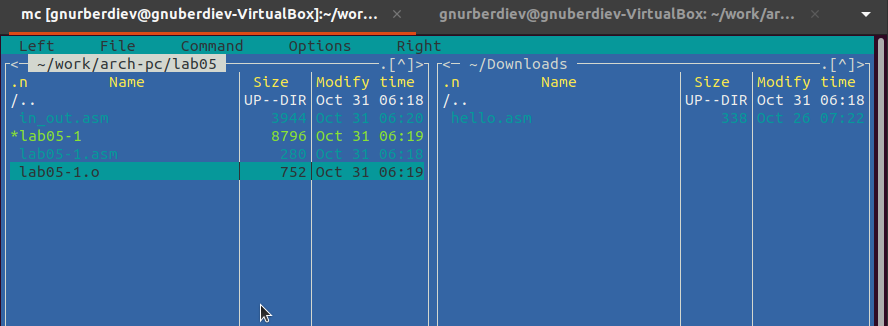 mc [gnurberdiev@gnuberdiev-VirtualBox]:~/wor... × gnurberdiev@gnuberdiev-VirtualBox: ~/work/ar... ×
Left File Command Options Right
<─ ~/work/arch-pc/lab05 ─.[^]> <─ ~/Downloads ─.[^]>
.n Name Size Modify time .n Name Size Modify time
/.. UP--DIR Oct 31 06:18 /.. UP--DIR Oct 31 06:18
in_out.asm 3944 Oct 31 06:20 hello.asm 338 Oct 26 07:22
*lab05-1 8796 Oct 31 06:19
lab05-1.asm 280 Oct 31 06:18
lab05-1.o 752 Oct 31 06:19